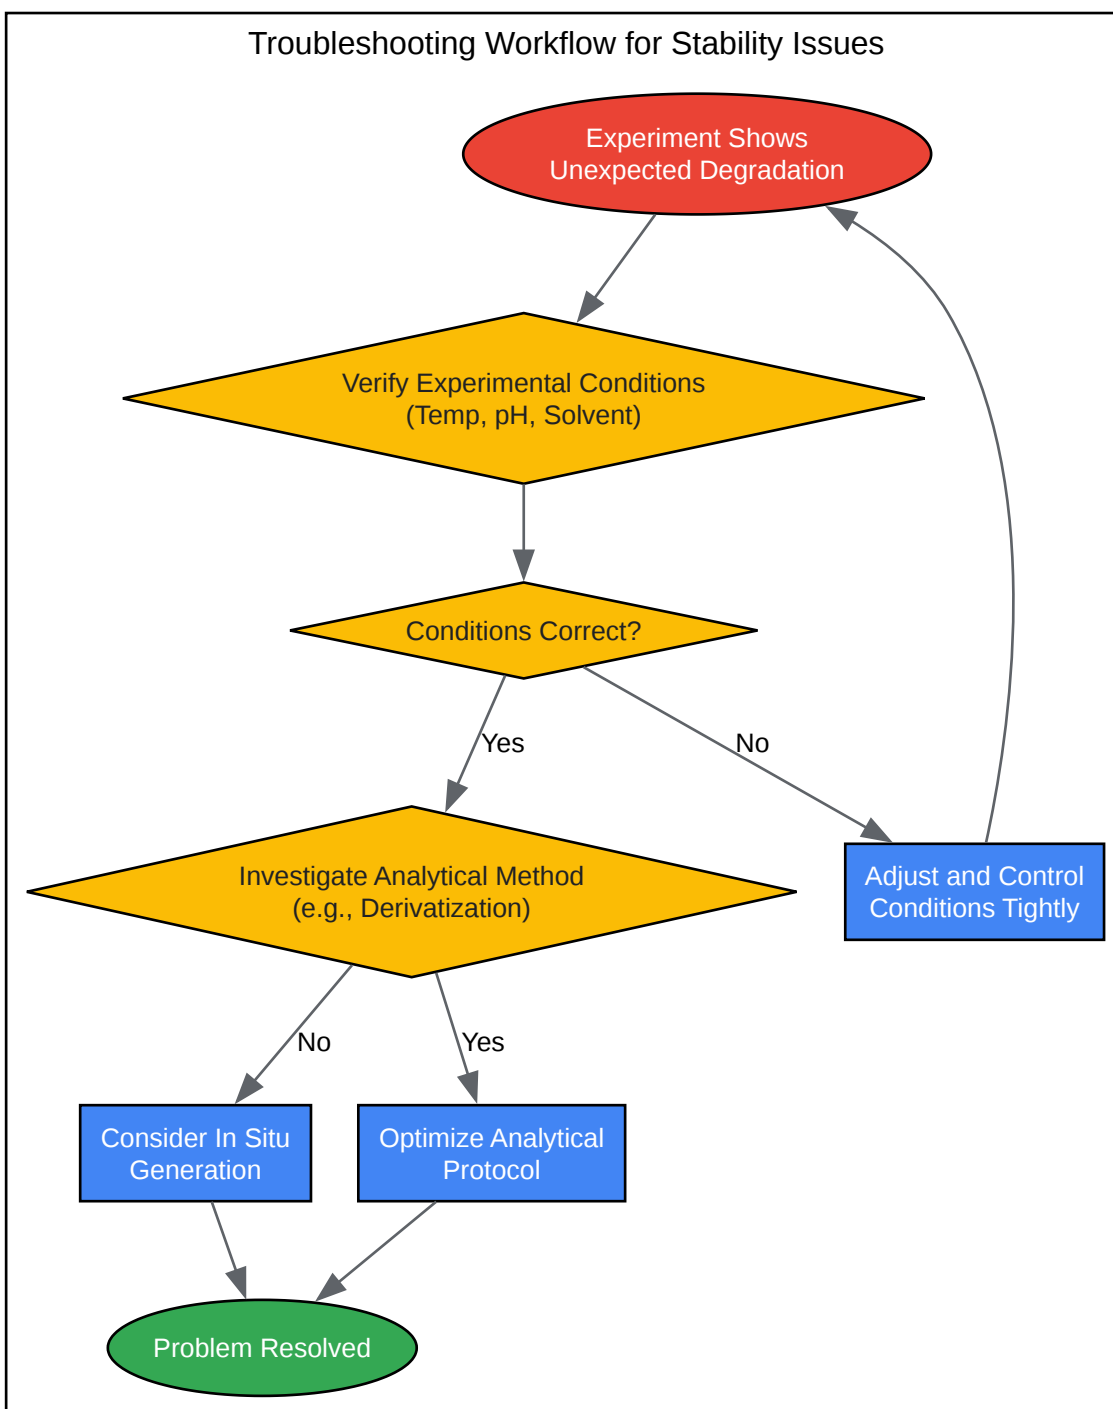 Troubleshooting Workflow for Stability Issues
Experiment Shows
Unexpected Degradation
Verify Experimental Conditions
(Temp, pH, Solvent)
Conditions Correct?
Yes
No
Investigate Analytical Method
(e.g., Derivatization)
Adjust and Control
Conditions Tightly
No
Yes
Consider In Situ
Generation
Optimize Analytical
Protocol
Problem Resolved